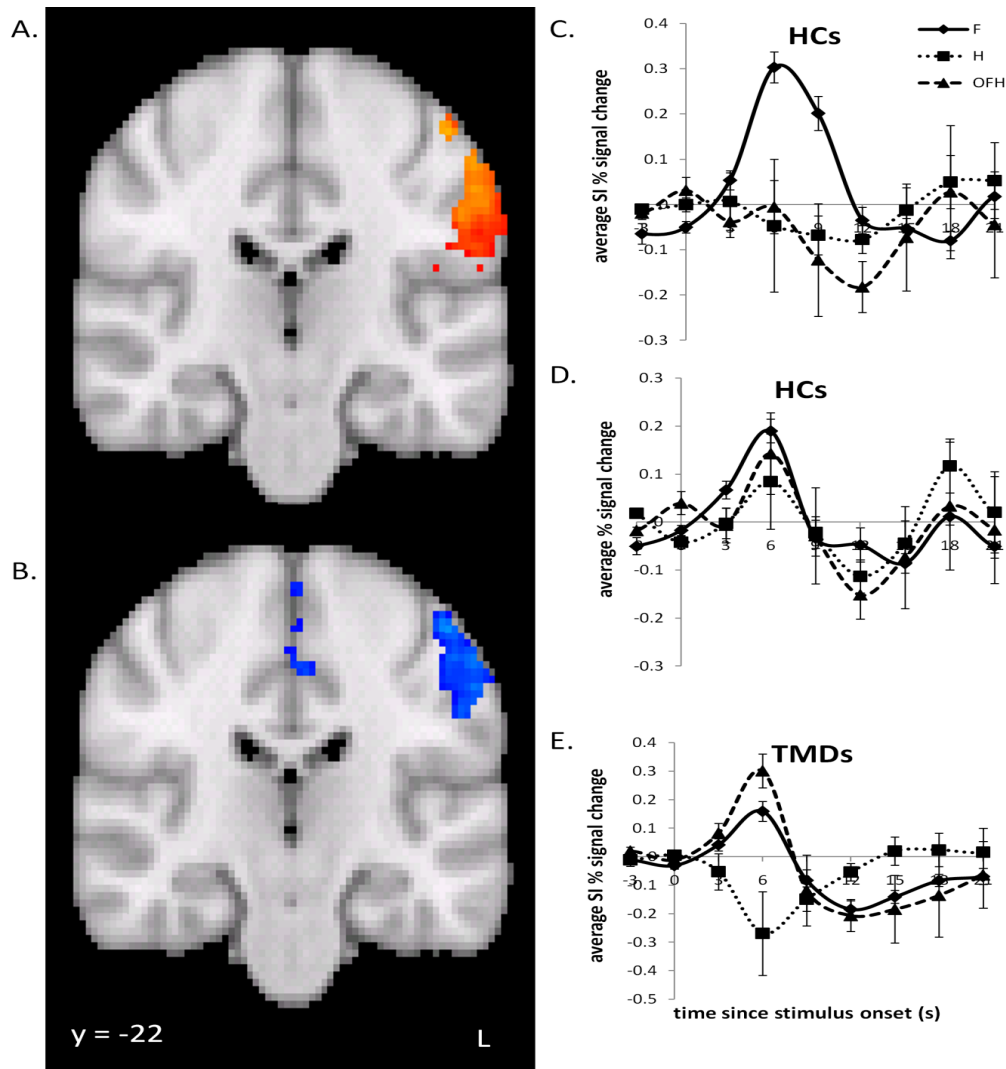 A.
B.
y = -22
L
C.
HCs
F
H
OFH
average SI % signal change
0.4
0.3
0.2
0.1
0
-0.1
-0.2
-0.3
-3
18
D.
HCs
average % signal change
0.3
0.2
0.1
0
-0.1
-0.2
-0.3
3
6
18
E.
TMDs
average SI % signal change
0.4
0.3
0.2
0.1
0
-0.1
-0.2
-0.3
-0.4
-0.5
-3
0
3
6
12
15
time since stimulus onset (s)